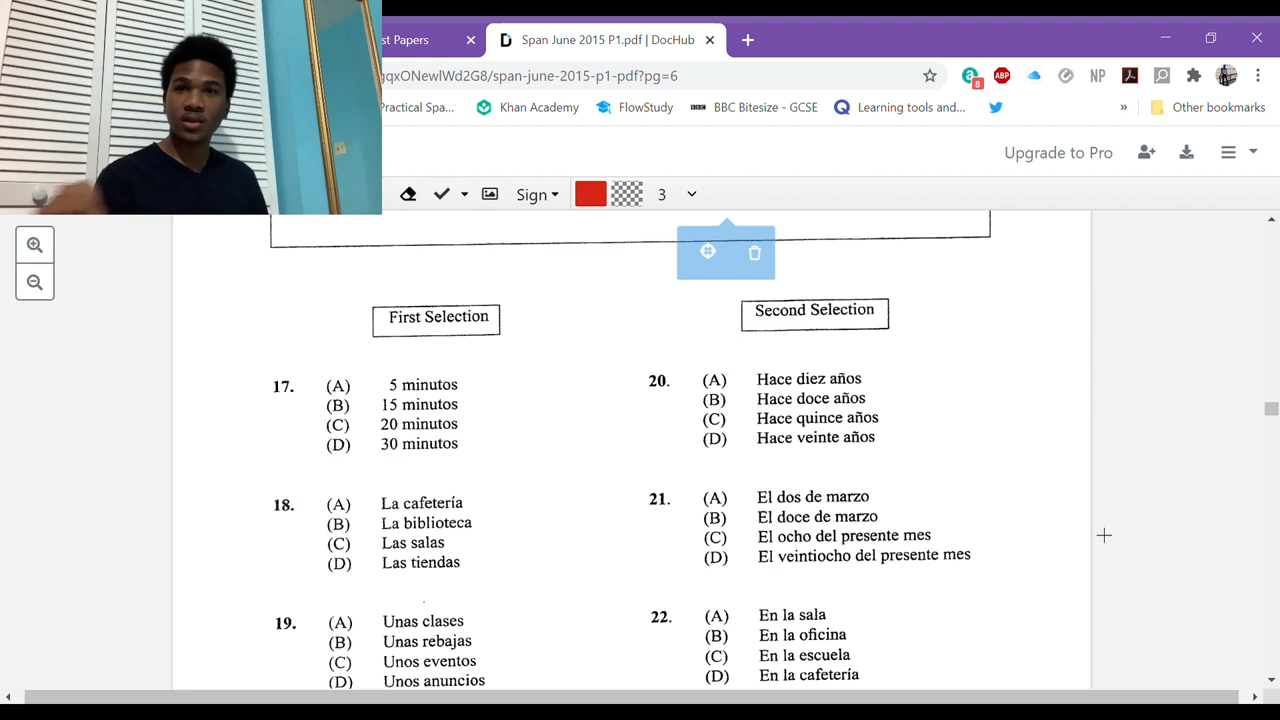 st Papers
Span June 2015 P1.pdf | DocHub
gqxONewlWd2G8/span-june-2015-p1-pdf?pg=6
8
ABP
NP
Practical Spa...
Khan Academy
FlowStudy
BBC
BBC Bitesize - GCSE
Learning tools and...
»
Other bookmarks
Upgrade to Pro
Sign
3
First Selection
17.
(A) 5 minutos
(B) 15 minutos
(C) 20 minutos
(D) 30 minutos
18.
(A) La cafetería
(B) La biblioteca
(C) Las salas
(D) Las tiendas
19.
(A) Unas clases
(B) Unas rebajas
(C) Unos eventos
(D) Unos anuncios
Second Selection
20.
(A) Hace diez años
(B) Hace doce años
(C) Hace quince años
(D) Hace veinte años
21.
(A) El dos de marzo
(B) El doce de marzo
(C) El ocho del presente mes
(D) El veintiocho del presente mes
22.
(A) En la sala
(B) En la oficina
(C) En la escuela
(D) En la cafetería